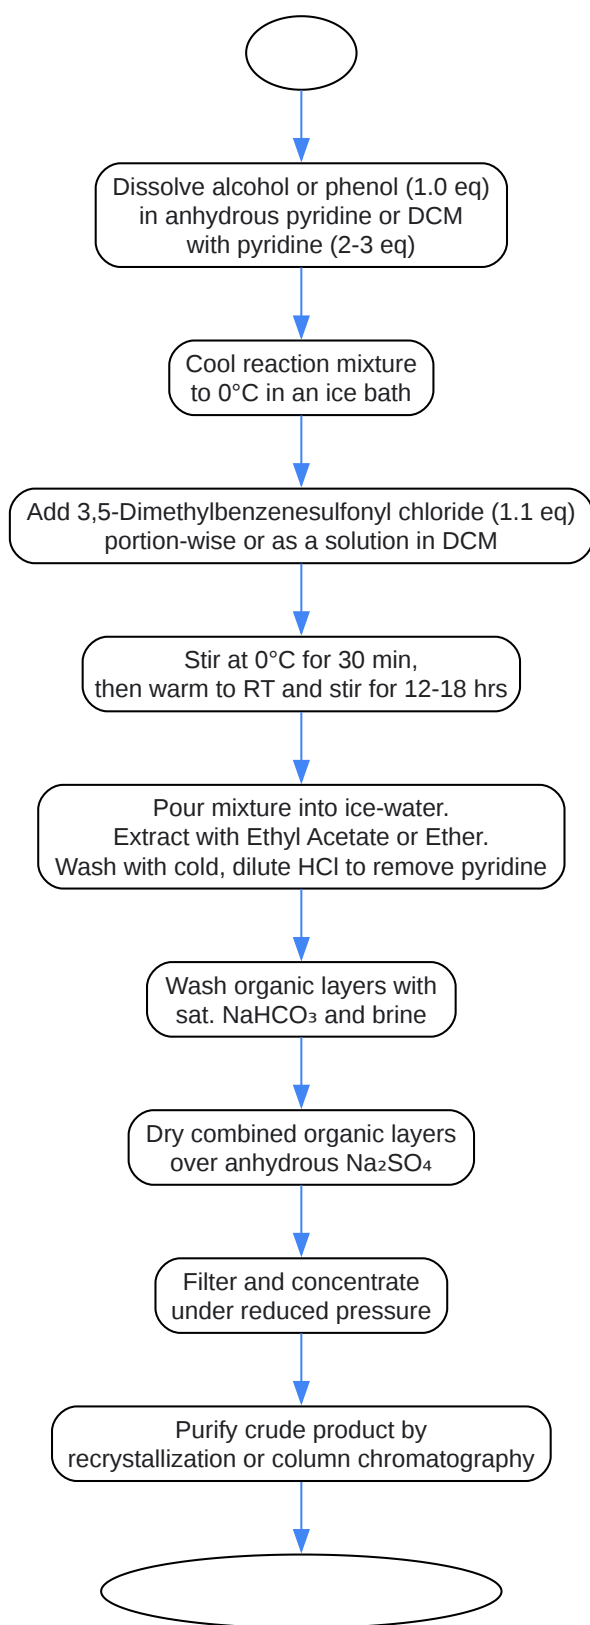 Dissolve alcohol or phenol (1.0 eq)
in anhydrous pyridine or DCM
with pyridine (2-3 eq)
Cool reaction mixture
to 0°C in an ice bath
Add 3,5-Dimethylbenzenesulfonyl chloride (1.1 eq)
portion-wise or as a solution in DCM
Stir at 0°C for 30 min,
then warm to RT and stir for 12-18 hrs
Pour mixture into ice-water.
Extract with Ethyl Acetate or Ether.
Wash with cold, dilute HCl to remove pyridine
Wash organic layers with
sat. NaHCO₃ and brine
Dry combined organic layers
over anhydrous Na₂SO₄
Filter and concentrate
under reduced pressure
Purify crude product by
recrystallization or column chromatography